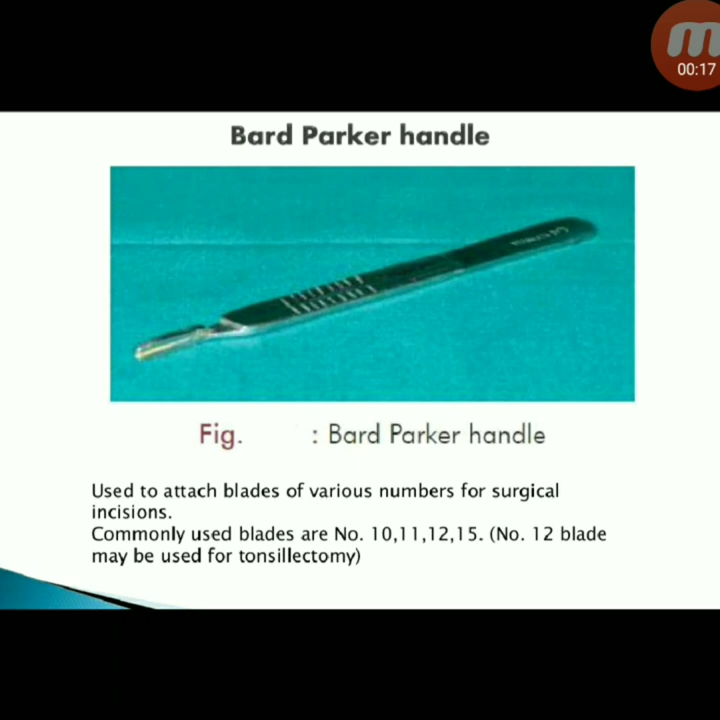 00:17
Bard Parker handle
Fig. : Bard Parker handle
Used to attach blades of various numbers for surgical
incisions.
Commonly used blades are No. 10,11,12,15. (No. 12 blade
may be used for tonsillectomy)